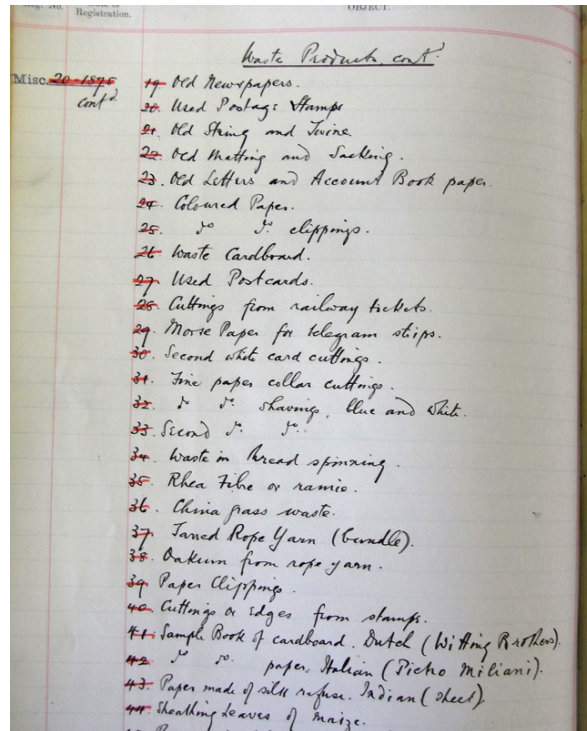 Registration.
OBJECT.
Waste Products, cont.
Misc. 20-1876 cont^d
19. Old Newspapers.
20. Used Postage Stamps
21. Old String and Twine.
22. Old Matting and Sacking.
23. Old Letters and Account Book paper.
24. Coloured Paper.
25. do do. clippings.
26 Waste Cardboard.
27. Used Postcards.
28. Cuttings from railway tickets.
29. Morse Paper for telegram strips.
30. Second white card cuttings.
31. Fine paper collar cuttings.
32. do do. shavings, blue and white.
33. Second do. do.
34. Waste in thread spinning.
35. Rhea Fibre or ramie.
36. China grass waste.
37. Tarred Rope Yarn (bundle).
38. Oakum from rope yarn.
39. Paper Clippings.
40. Cuttings or Edges from stamps.
41. Sample Book of cardboard. Dutch (Witting Brothers).
42 do do. paper. Italian (Pietro Miliani).
43. Paper made of silk refuse. Indian (sheet).
44. Sheathing Leaves of maize.